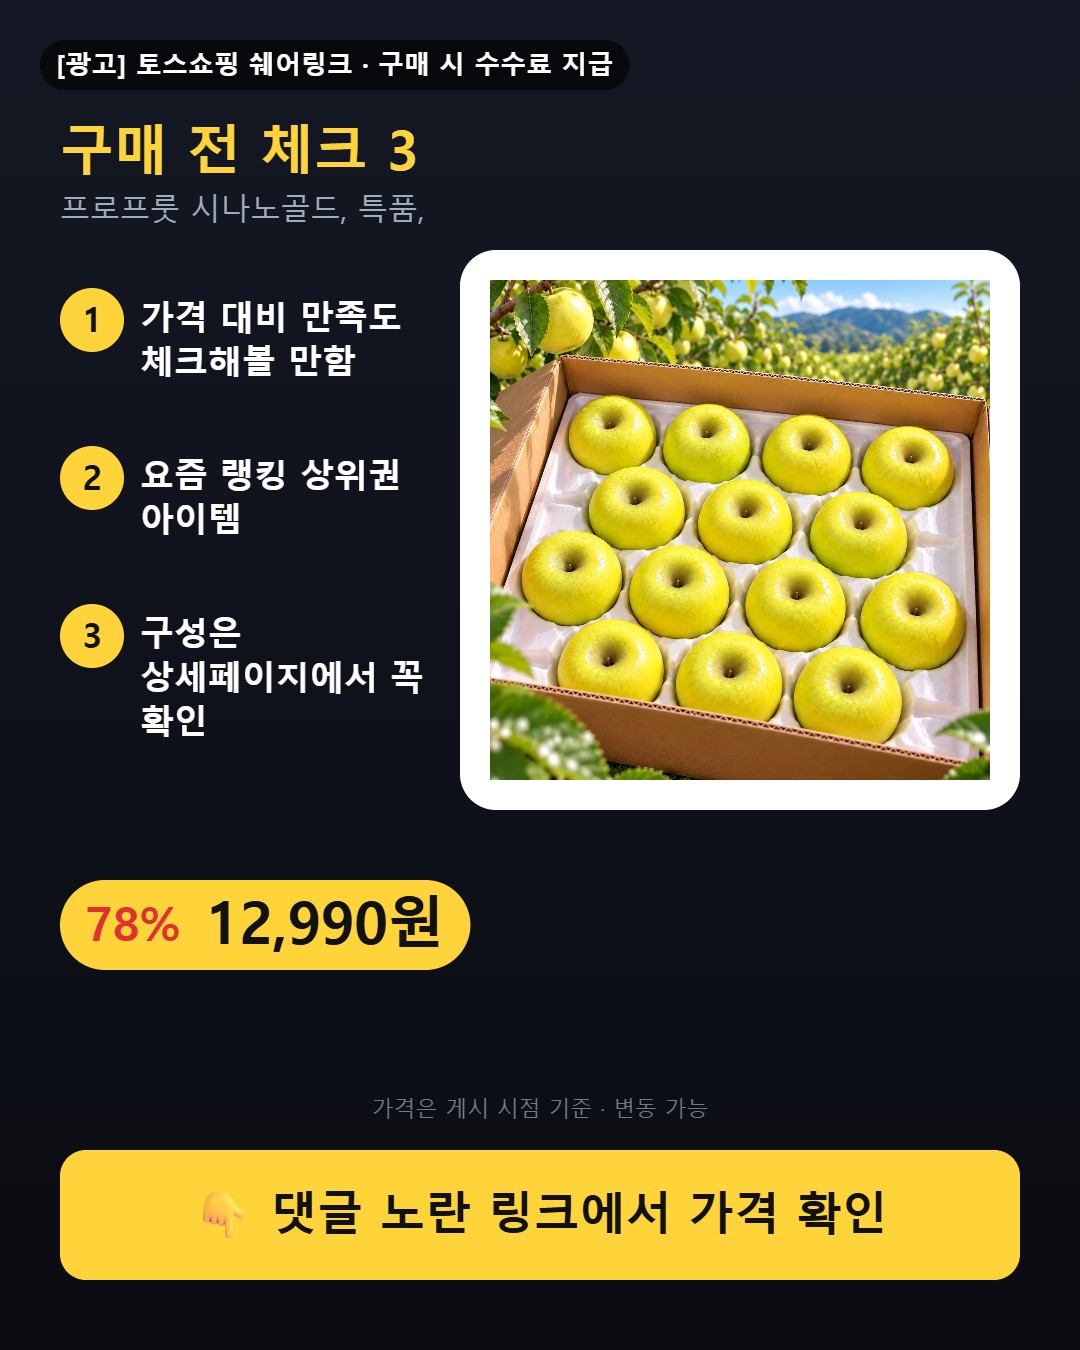 [광고] 토스쇼핑 쉐어링크 · 구매 시 수수료 지급
구매 전 체크 3
프로프룻 시나노골드, 특품,
1 가격 대비 만족도
체크해볼 만함
2 요즘 랭킹 상위권
아이템
3 구성은
상세페이지에서 꼭
확인
78% 12,990원
가격은 게시 시점 기준 · 변동 가능
👇 댓글 노란 링크에서 가격 확인